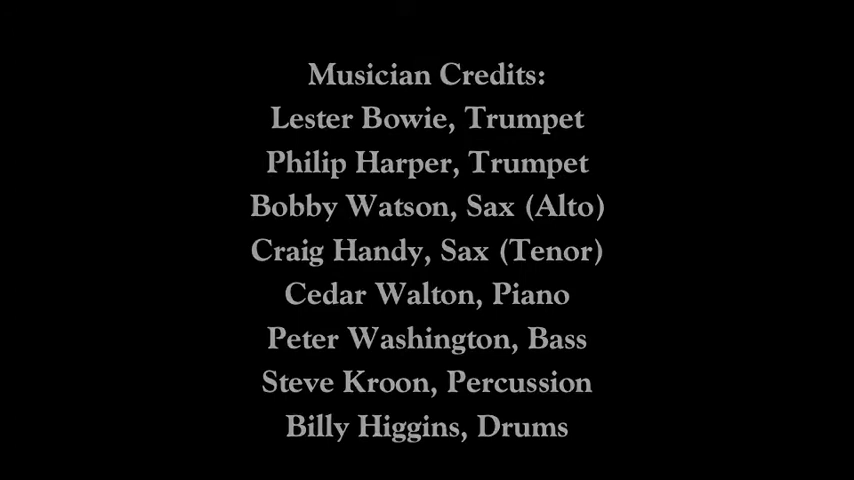 Musician Credits:
Lester Bowie, Trumpet
Philip Harper, Trumpet
Bobby Watson, Sax (Alto)
Craig Handy, Sax (Tenor)
Cedar Walton, Piano
Peter Washington, Bass
Steve Kroon, Percussion
Billy Higgins, Drums